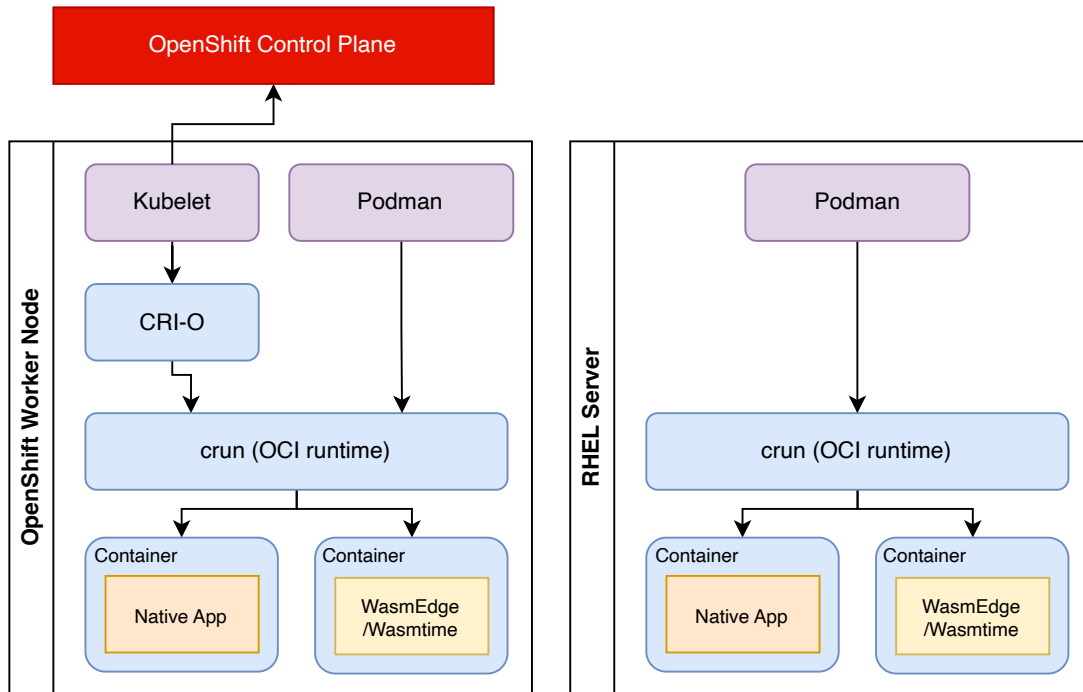 OpenShift Control Plane
OpenShift Worker Node
Kubelet
Podman
CRI-O
crun (OCI runtime)
Container
Native App
Container
WasmEdge
/Wasmtime
RHEL Server
Podman
crun (OCI runtime)
Container
Native App
Container
WasmEdge
/Wasmtime